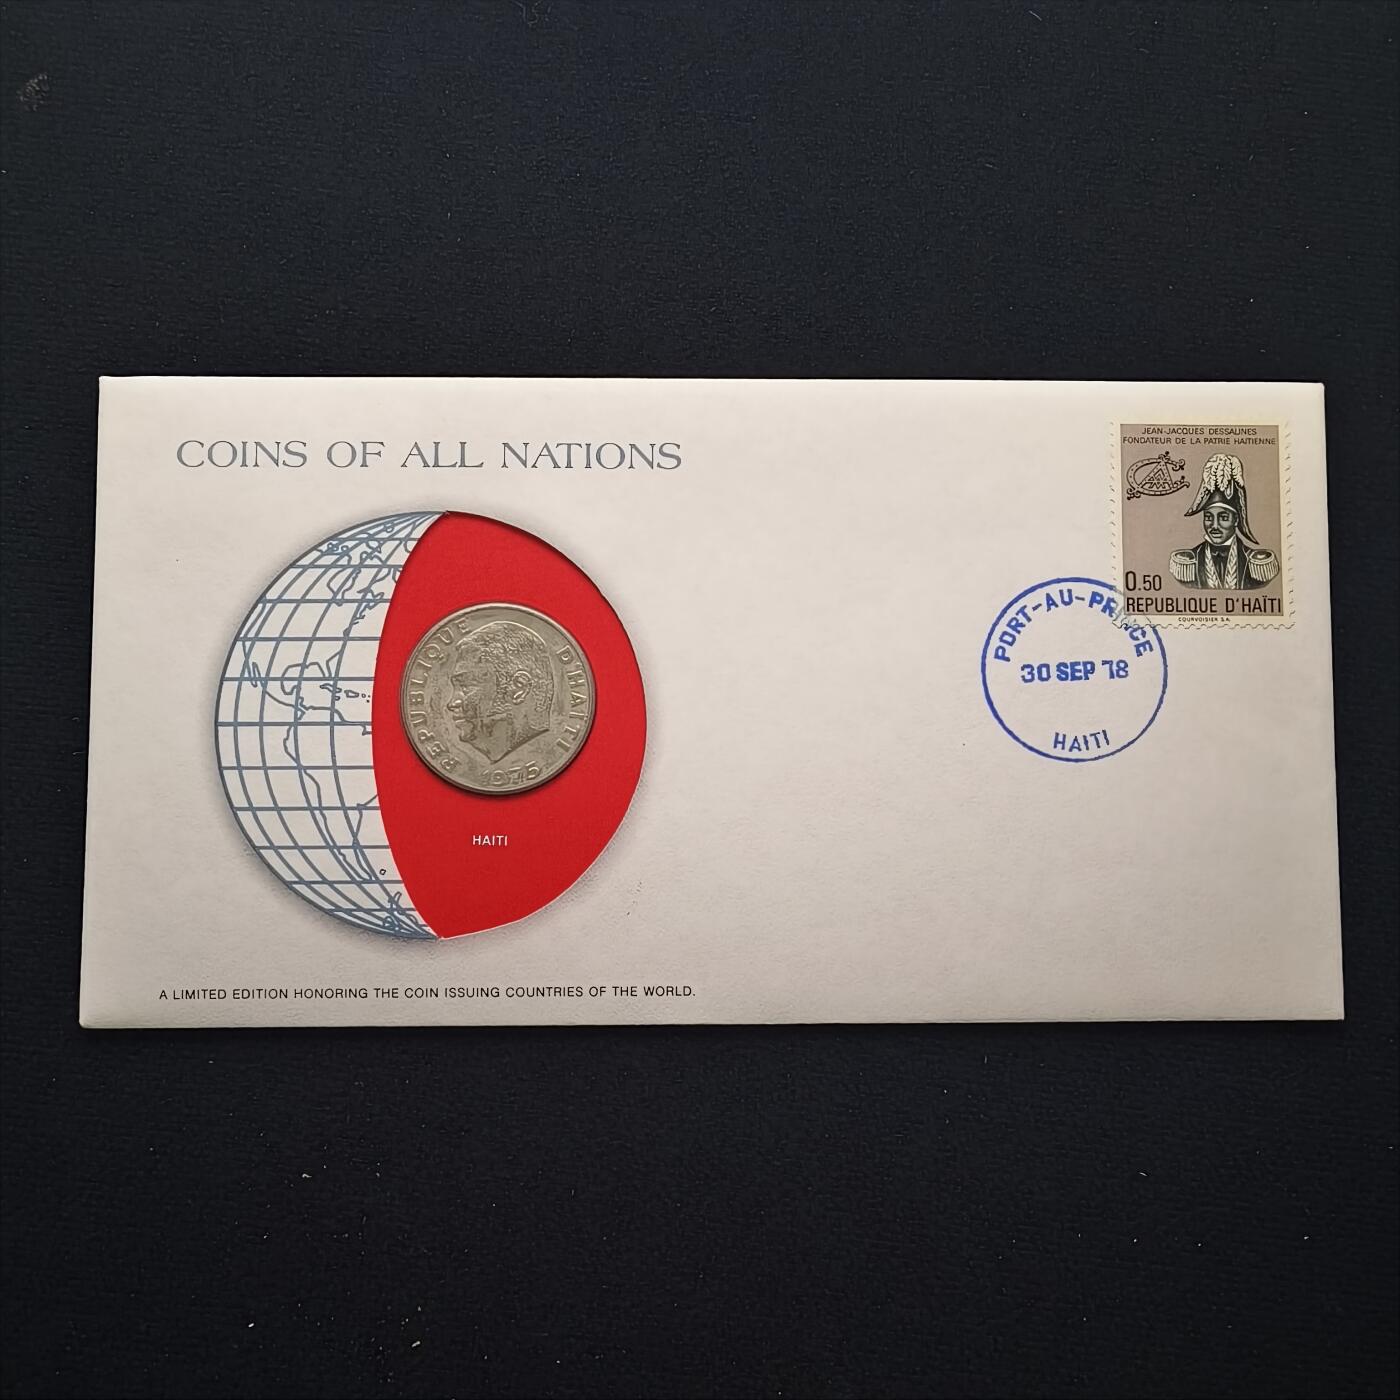 COINS OF ALL NATIONS
JEAN-JACQUES DESSALINES
FONDATEUR DE LA PATRIE HAITIENNE
0.50
REPUBLIQUE D'HAÏTI
COURVOISIER S.A.
PORT-AU-PRINCE
30 SEP 78
HAITI
REPUBLIQUE D'HAITI
1975
HAITI
A LIMITED EDITION HONORING THE COIN ISSUING COUNTRIES OF THE WORLD.